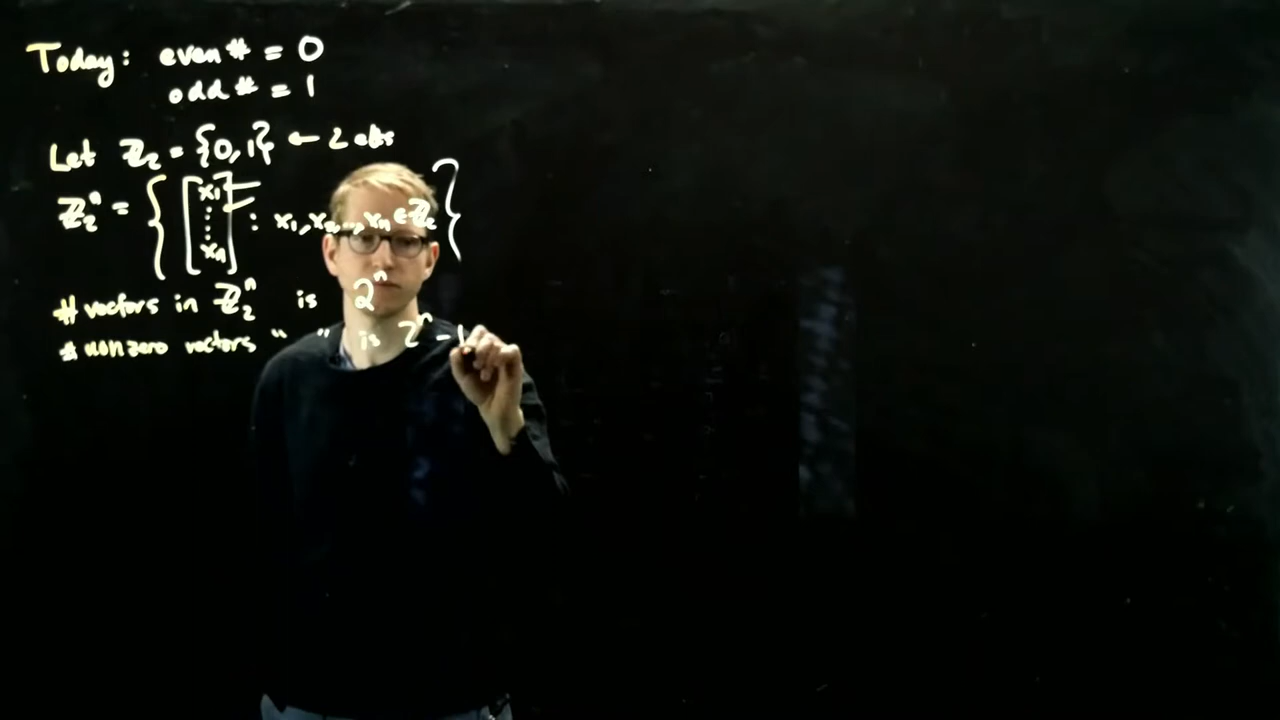 Today: even # = 0
odd # = 1
Let ℤ₂ = {0,1} ← 2 elts
ℤ₂ⁿ = { [x₁ ⋮ xₙ] : x₁, x₂, ..., xₙ ∈ ℤ₂ }
# vectors in ℤ₂ⁿ is 2ⁿ
# nonzero vectors " " is 2ⁿ - 1